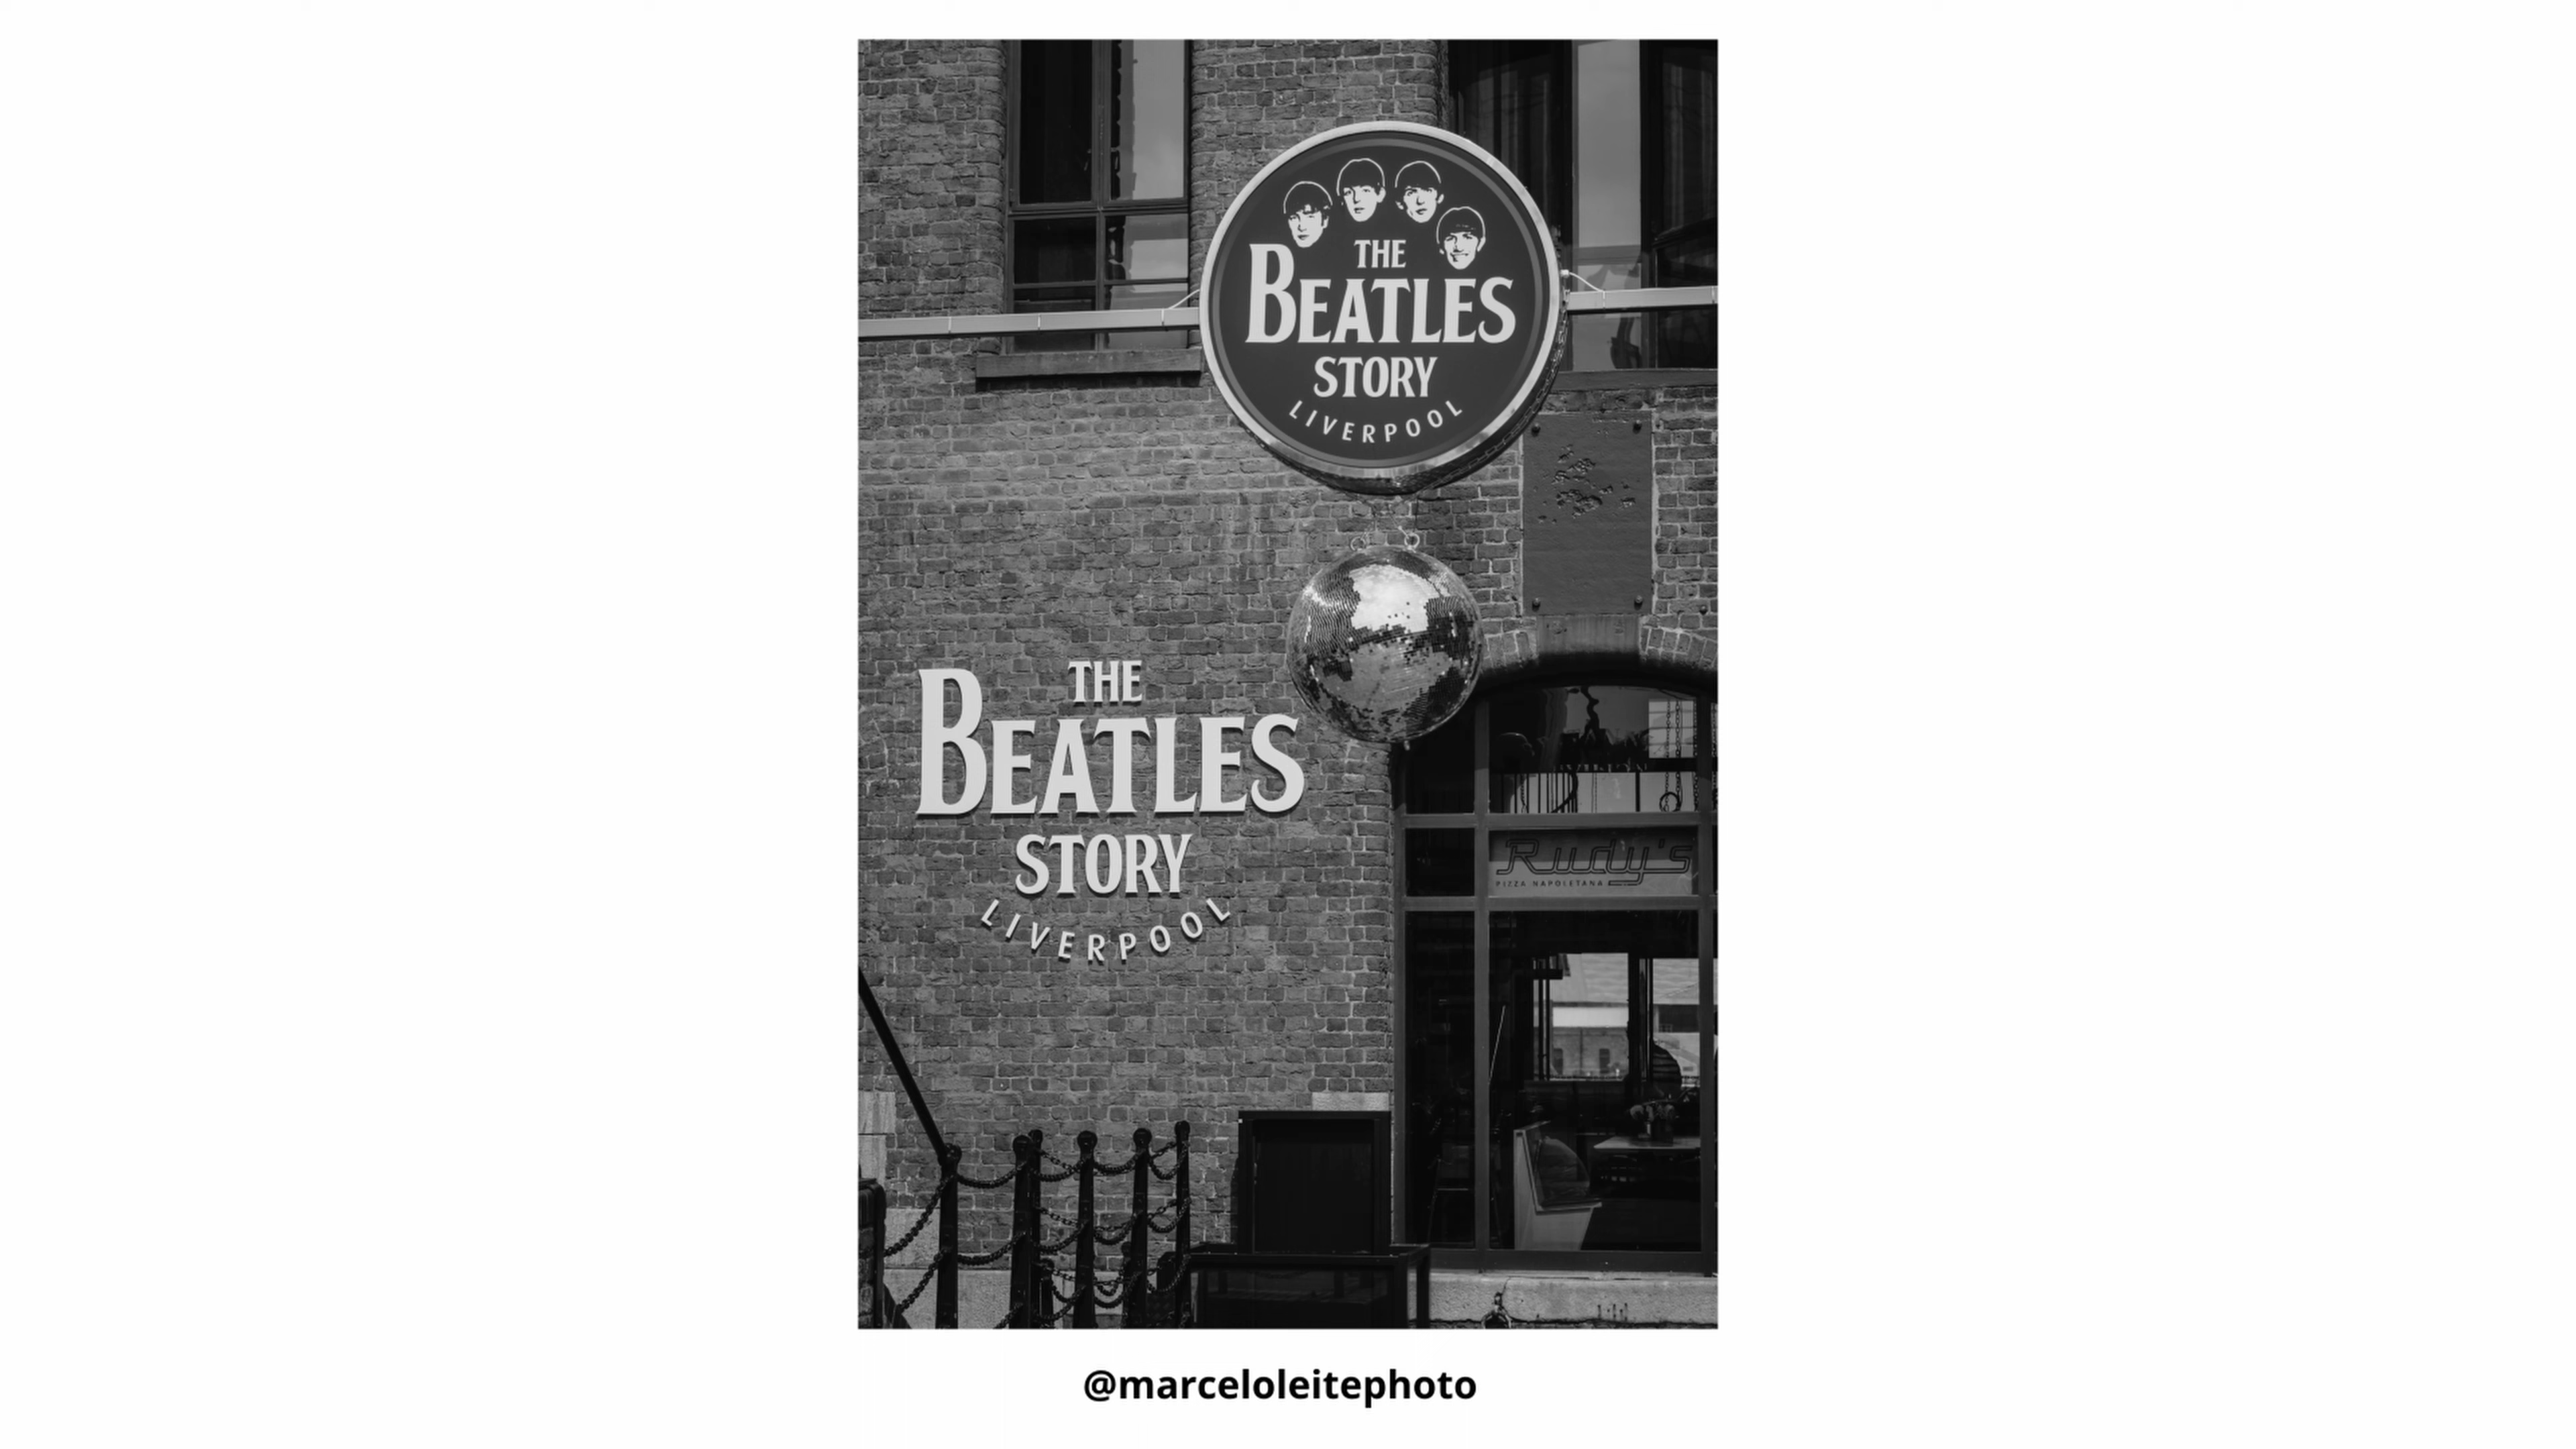 THE
BEATLES
STORY
LIVERPOOL
THE
BEATLES
STORY
LIVERPOOL
Rudy's
PIZZA NAPOLETANA
@marceloleitephoto